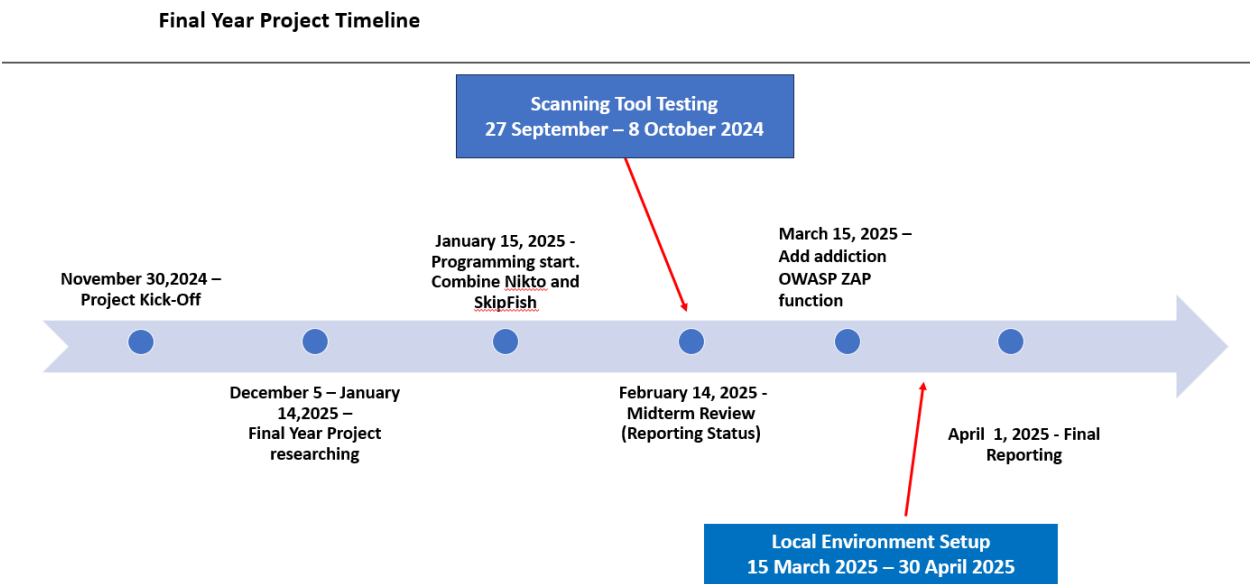 Final Year Project Timeline
Scanning Tool Testing
27 September – 8 October 2024
November 30,2024 –
Project Kick-Off
January 15, 2025 -
Programming start.
Combine Nikto and
SkipFish
March 15, 2025 –
Add addiction
OWASP ZAP
function
December 5 – January
14,2025 –
Final Year Project
researching
February 14, 2025 -
Midterm Review
(Reporting Status)
April  1, 2025 - Final
Reporting
Local Environment Setup
15 March 2025 – 30 April 2025